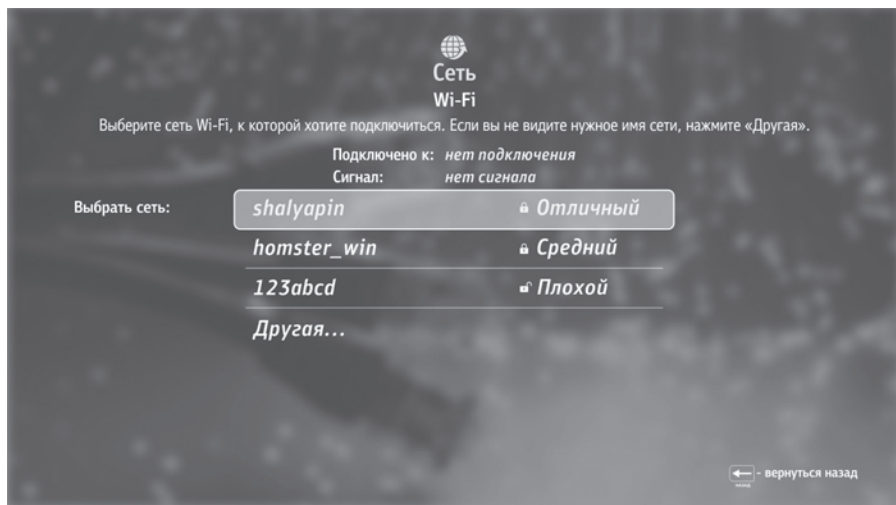 Сеть
Wi-Fi
Выберите сеть Wi-Fi, к которой хотите подключиться. Если вы не видите нужное имя сети, нажмите «Другая».
Подключено к: нет подключения
Сигнал: нет сигнала
Выбрать сеть: shalyapin Отличный
homster_win Средний
123abcd Плохой
Другая...
- вернуться назад